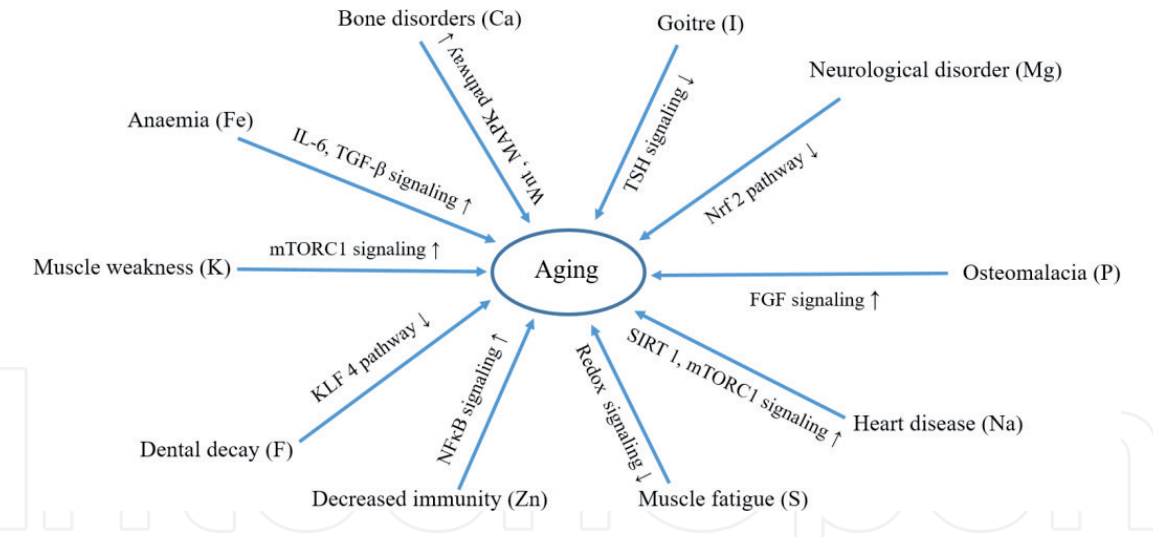 Bone disorders (Ca)
Goitre (I)
Neurological disorder (Mg)
Anaemia (Fe)
Wnt , MAPK pathway ↑
TSH signaling ↓
IL-6, TGF-β signaling ↑
Nrf 2 pathway ↓
mTORC1 signaling ↑
Muscle weakness (K)
Aging
Osteomalacia (P)
FGF signaling ↑
KLF 4 pathway ↓
NFκB signaling ↑
Redox signaling ↓
SIRT 1, mTORC1 signaling ↑
Heart disease (Na)
Dental decay (F)
Decreased immunity (Zn)
Muscle fatigue (S)